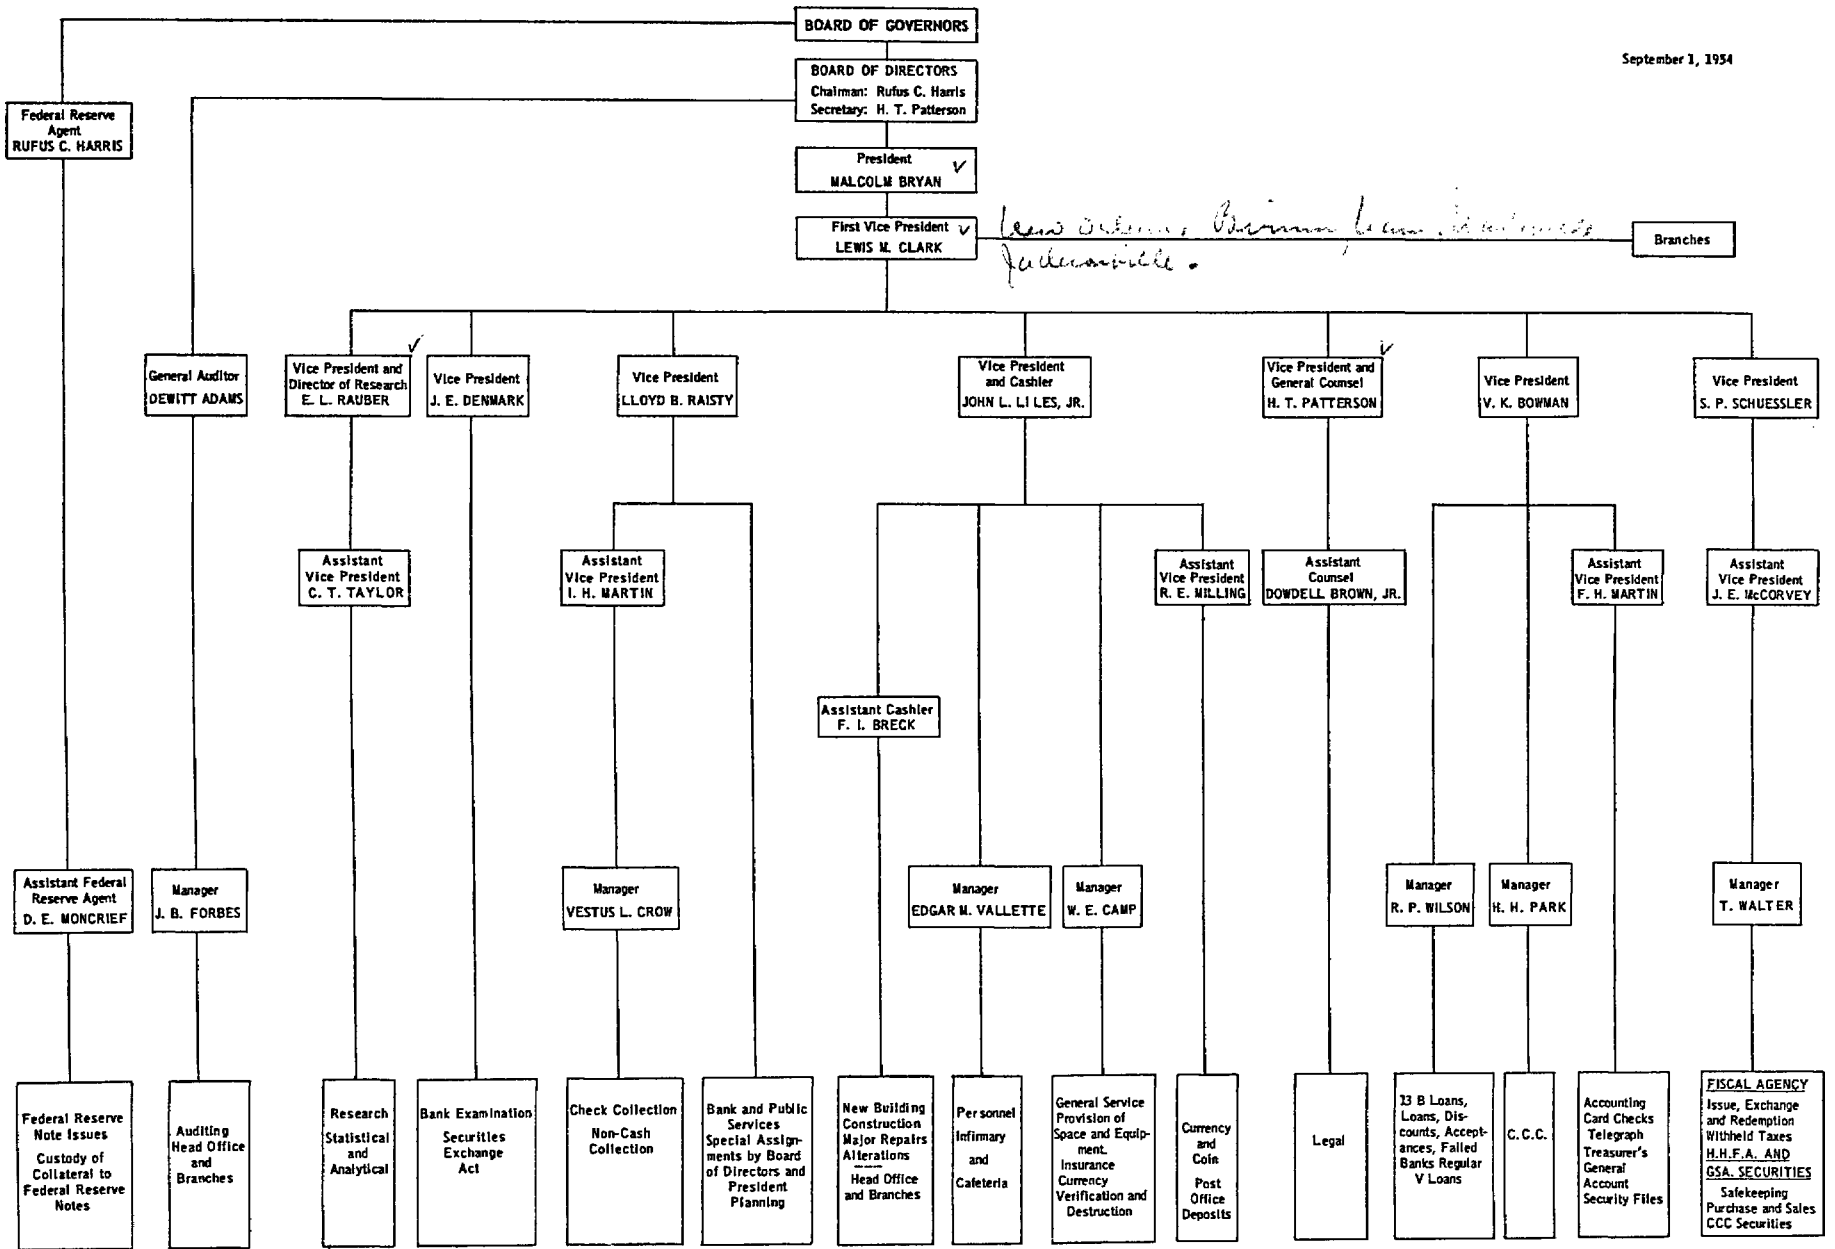 BOARD OF GOVERNORS
September 1, 1954
BOARD OF DIRECTORS
Chairman: Rufus C. Harris
Secretary: H. T. Patterson
Federal Reserve
Agent
RUFUS C. HARRIS
President
MALCOLM BRYAN
First Vice President
LEWIS M. CLARK
Branches
General Auditor
DEWITT ADAMS
Vice President and
Director of Research
E. L. RAUBER
Vice President
J. E. DENMARK
Vice President
LLOYD B. RAISTY
Vice President
and Cashier
JOHN L. LILES, JR.
Vice President and
General Counsel
H. T. PATTERSON
Vice President
V. K. BOWMAN
Vice President
S. P. SCHUESSLER
Assistant
Vice President
C. T. TAYLOR
Assistant
Vice President
I. H. MARTIN
Assistant
Vice President
R. E. MILLING
Assistant
Counsel
DOWDELL BROWN, JR.
Assistant
Vice President
F. H. MARTIN
Assistant
Vice President
J. E. McCORVEY
Assistant Cashier
F. I. BRECK
Assistant Federal
Reserve Agent
D. E. MONCRIEF
Manager
J. B. FORBES
Manager
VESTUS L. CROW
Manager
EDGAR M. VALLETTE
Manager
W. E. CAMP
Manager
R. P. WILSON
Manager
H. H. PARK
Manager
T. WALTER
Federal Reserve
Note Issues
Custody of
Collateral to
Federal Reserve
Notes
Auditing
Head Office
and
Branches
Research
Statistical
and
Analytical
Bank Examination
Securities
Exchange
Act
Check Collection
Non-Cash
Collection
Bank and Public
Services
Special Assign-
ments by Board
of Directors and
President
Planning
New Building
Construction
Major Repairs
Alterations
Head Office
and Branches
Personnel
Infirmary
and
Cafeteria
General Service
Provision of
Space and Equip-
ment.
Insurance
Currency
Verification and
Destruction
Currency
and
Coin
Post
Office
Deposits
Legal
13 B Loans,
Loans, Dis-
counts, Accept-
ances, Failed
Banks Regular
V Loans
C.C.C.
Accounting
Card Checks
Telegraph
Treasurer's
General
Account
Security Files
FISCAL AGENCY
Issue, Exchange
and Redemption
Withheld Taxes
H.H.F.A. AND
GSA. SECURITIES
Safekeeping
Purchase and Sales
CCC Securities